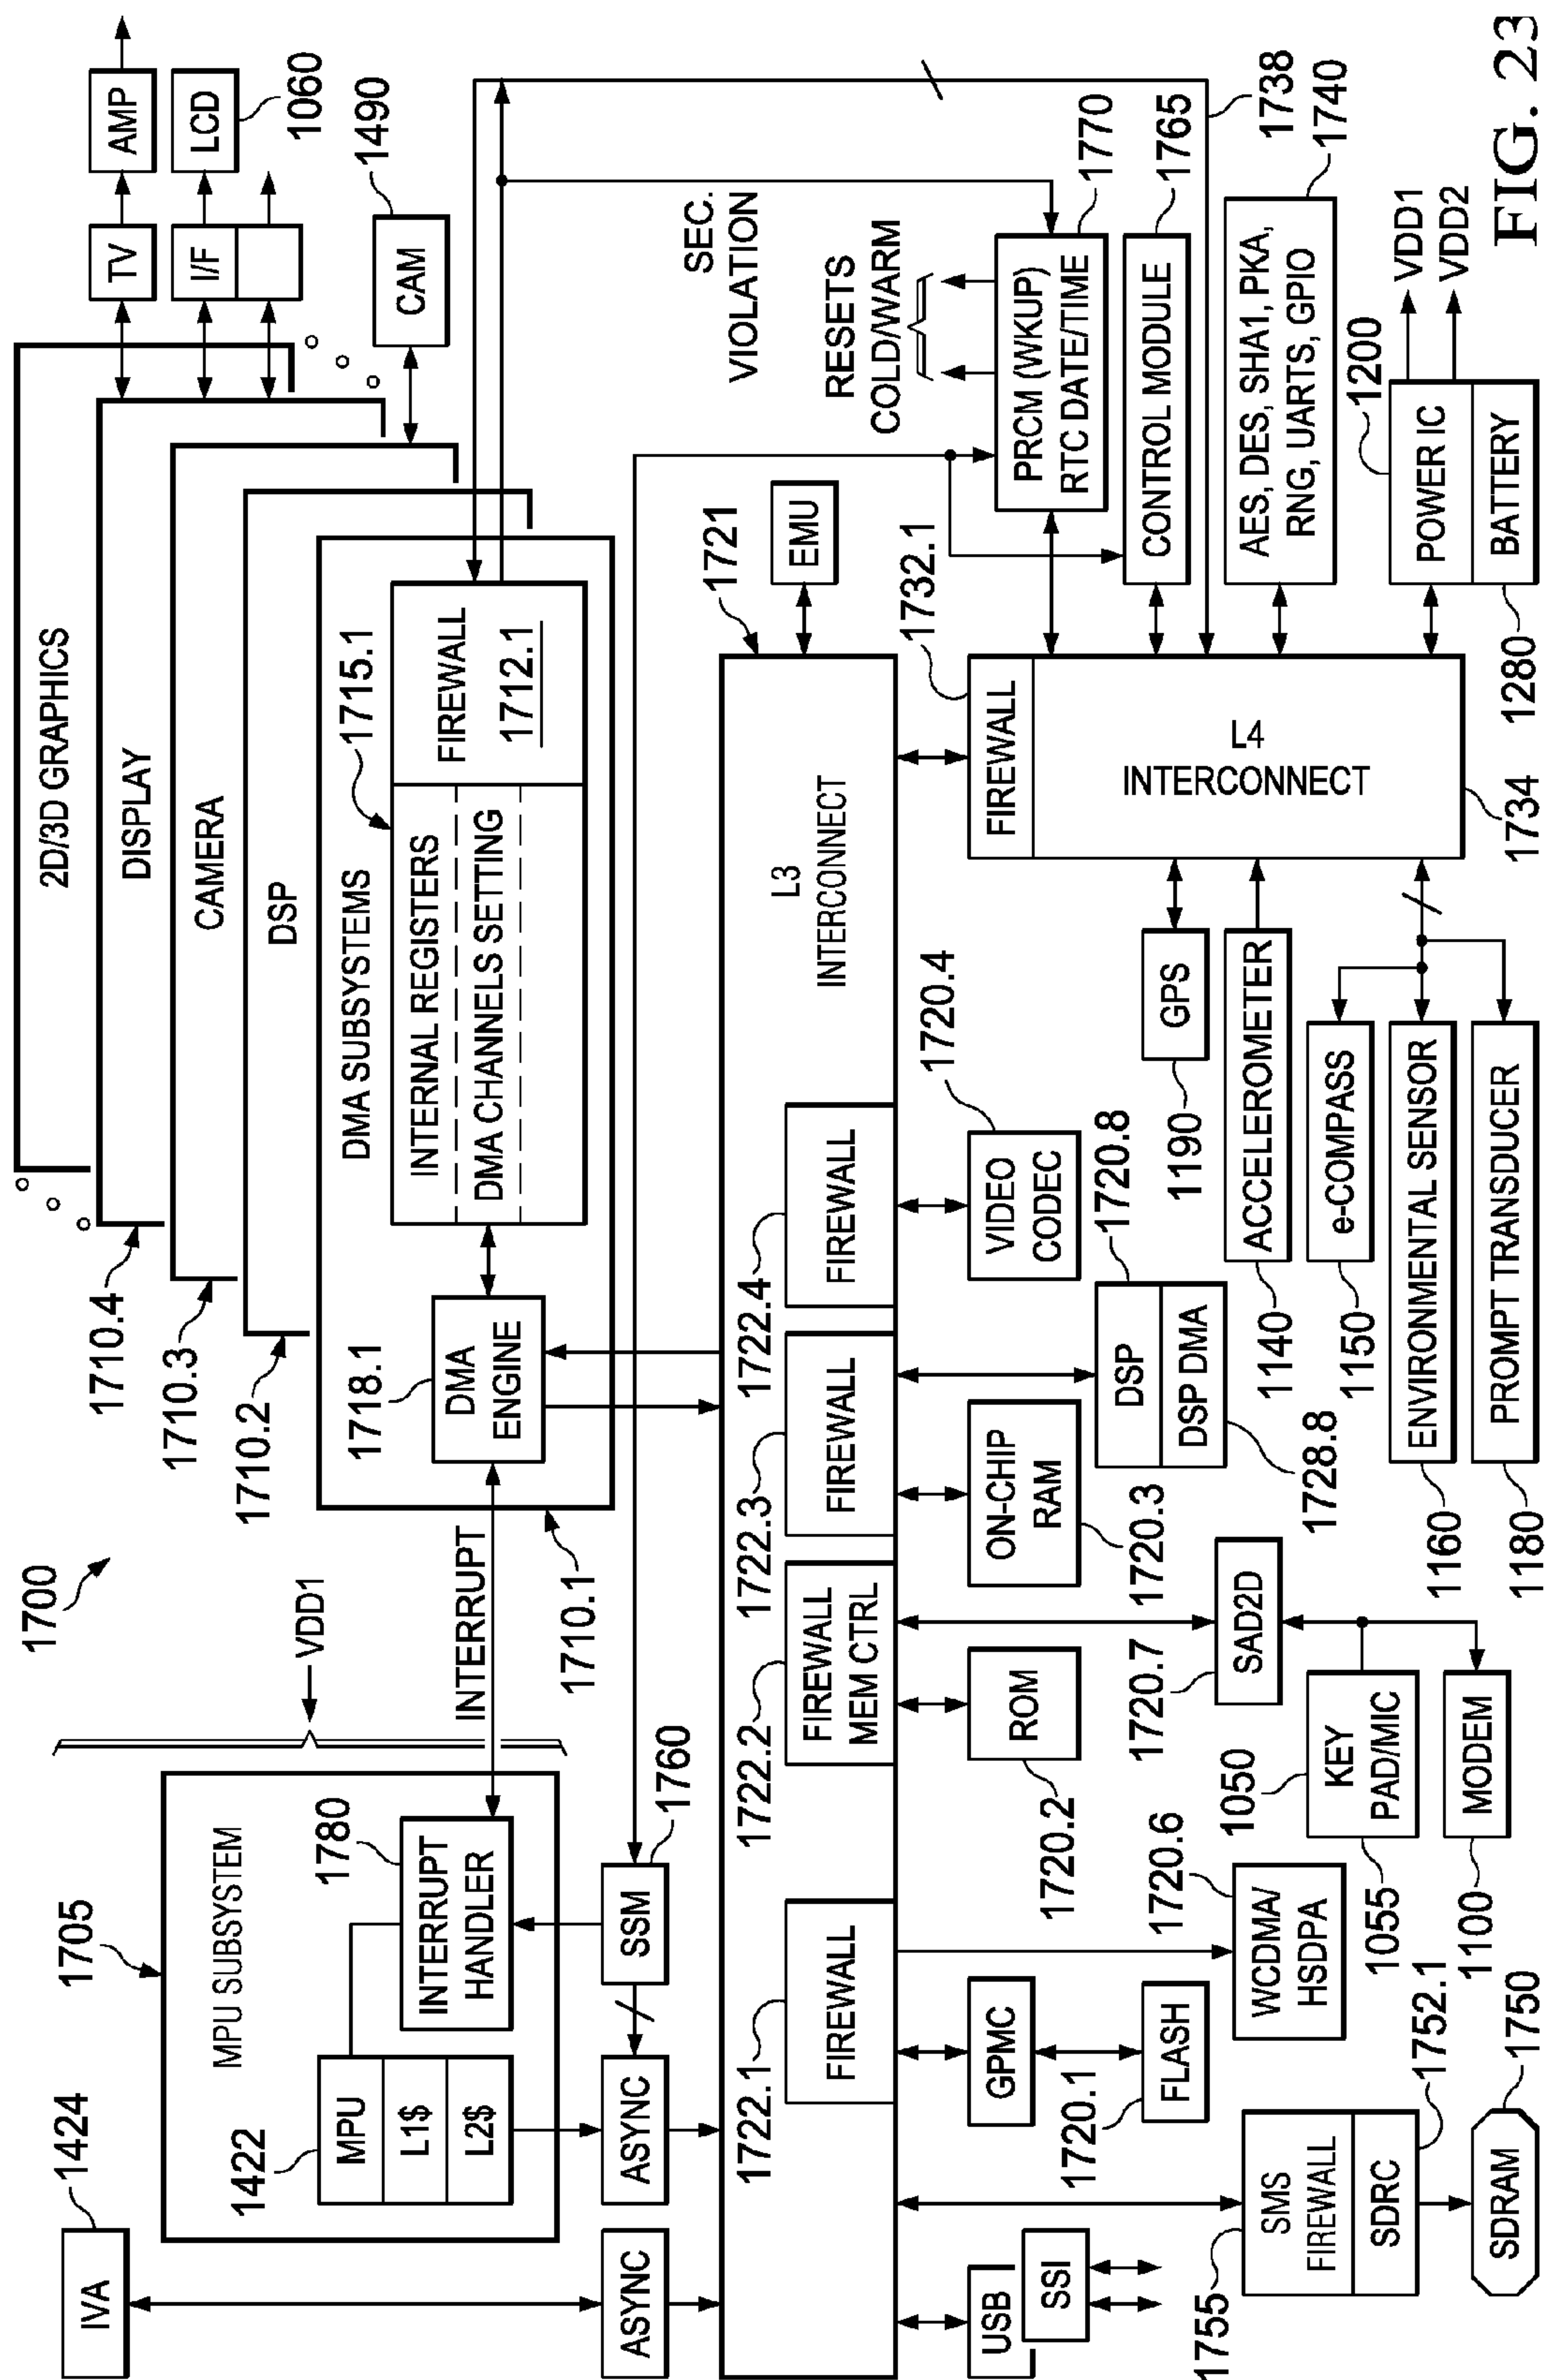 1700
IVA
1424
1705
MPU SUBSYSTEM
1422
MPU
L1$
L2$
1780
INTERRUPT
HANDLER
VDD1
INTERRUPT
ASYNC
ASYNC
SSM
1760
2D/3D GRAPHICS
DISPLAY
CAMERA
DSP
1710.4
1710.3
1710.2
1710.1
DMA SUBSYSTEMS
1715.1
INTERNAL REGISTERS
DMA CHANNELS SETTING
FIREWALL
1712.1
1718.1
DMA
ENGINE
TV
AMP
I/F
LCD
1060
CAM
1490
SEC.
VIOLATION
RESETS
COLD/WARM
1721
EMU
L3
INTERCONNECT
1722.1
FIREWALL
1722.2
FIREWALL
MEM CTRL
1722.3
FIREWALL
1722.4
FIREWALL
USB
SSI
GPMC
1720.1
FLASH
1755
SMS
FIREWALL
SDRC
1752.1
SDRAM
1750
WCDMA/
HSDPA
1720.6
ROM
1720.2
1720.7
SAD2D
1050
KEY
PAD/MIC
1055
MODEM
1100
ON-CHIP
RAM
1720.3
DSP
DSP DMA
1720.8
1728.8
VIDEO
CODEC
1720.4
1732.1
FIREWALL
L4
INTERCONNECT
1734
GPS
1190
ACCELEROMETER
1140
e-COMPASS
1150
ENVIRONMENTAL SENSOR
1160
PROMPT TRANSDUCER
1180
PRCM (WKUP)
RTC DATE/TIME
1770
CONTROL MODULE
1765
1738
AES, DES, SHA1, PKA,
RNG, UARTS, GPIO
1740
1200
POWER IC
BATTERY
1280
VDD1
VDD2
FIG. 23